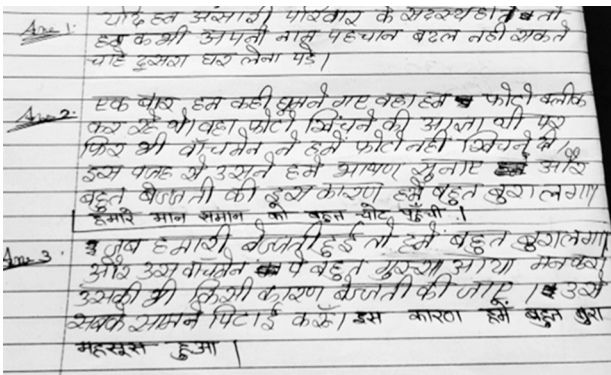 Ans 1. यदि हम अंसारी परिवार के सदस्य होते तो
हम कभी अपनी नाम पहचान बदल नही सकते
चाहे दुसरा घर लेना पडे।
Ans 2. एक बार हम कही घुमने गए वहा हम फोटो क्लीक
कर रहे थे। वहा फोटो खिंचने की आज्ञा थी पर
फिर भी वॉचमेन ने हमे फोटो नही खिचने दी।
इस वजह से उसने हमे भाषण सुनाए और
बहुत बेज्जती की इस कारण हमे बहुत बुरा लगा।
हमारे मान समान को बहुत चोट पहुँची।
Ans 3. जब हमारी बेज्जती हुई तो हमे बहुत बुरा लगा
और उस वॉचमेन पे बहुत गुस्सा आया मन करा
उसकी भी किसी कारण बेज्जती की जाए। उसे
सबके सामने पिटाई करूँ। इस कारण हमें बहुत बुरा
महसूस हुआ।